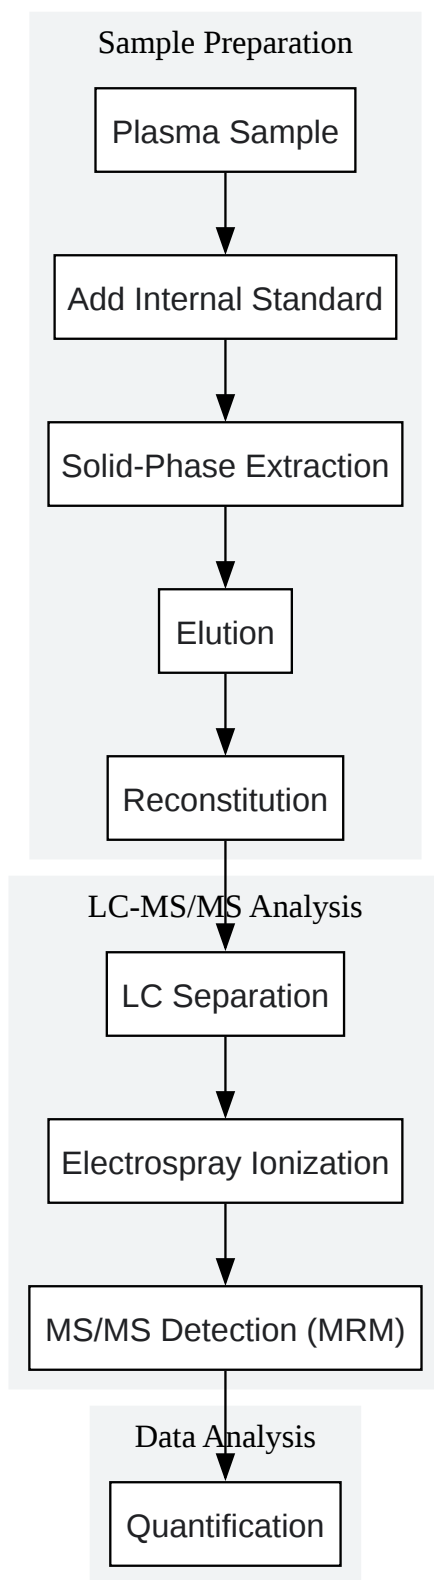 Sample Preparation
Plasma Sample
Add Internal Standard
Solid-Phase Extraction
Elution
Reconstitution
LC-MS/MS Analysis
LC Separation
Electrospray Ionization
MS/MS Detection (MRM)
Data Analysis
Quantification